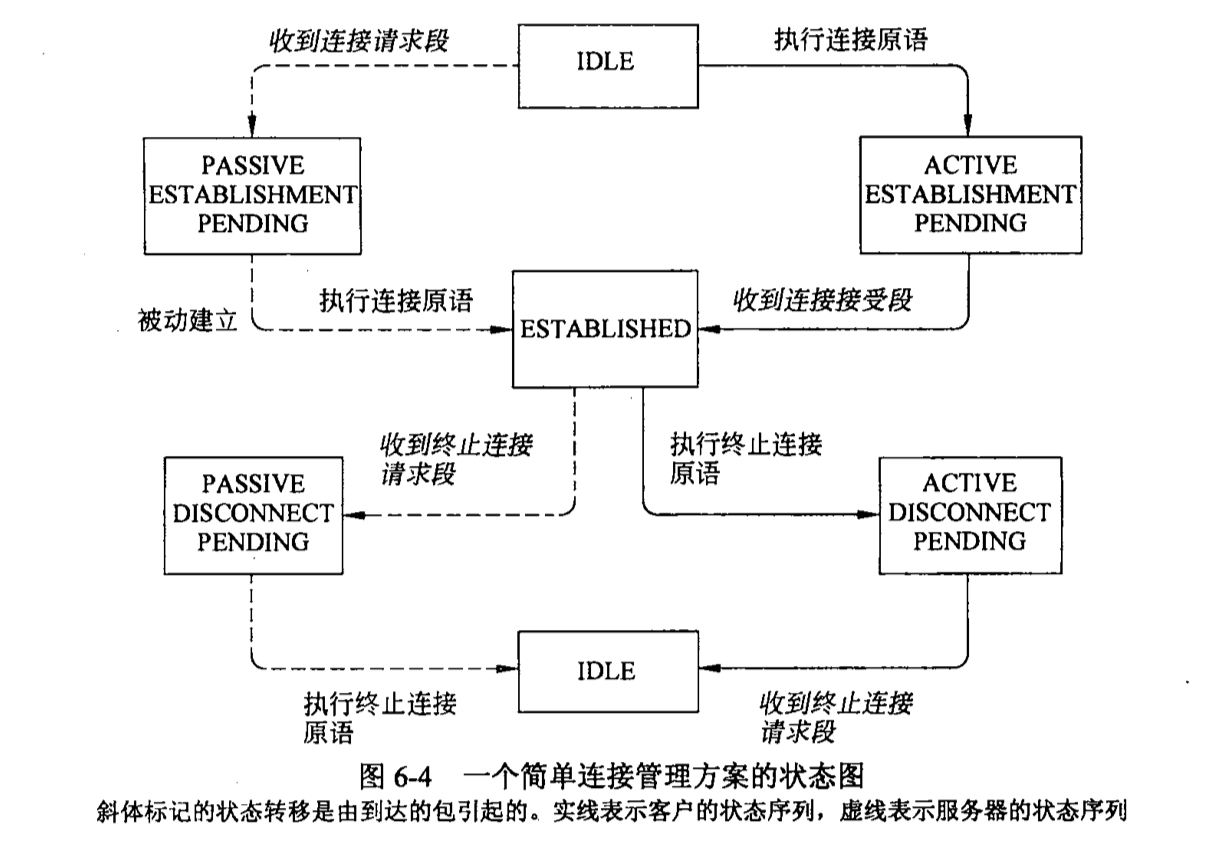 收到连接请求段
IDLE
执行连接原语
PASSIVE
ESTABLISHMENT
PENDING
ACTIVE
ESTABLISHMENT
PENDING
被动建立
执行连接原语
ESTABLISHED
收到连接接受段
收到终止连接
请求段
执行终止连接
原语
PASSIVE
DISCONNECT
PENDING
ACTIVE
DISCONNECT
PENDING
IDLE
执行终止连接
原语
收到终止连接
请求段
图 6-4 一个简单连接管理方案的状态图
斜体标记的状态转移是由到达的包引起的。实线表示客户的状态序列，虚线表示服务器的状态序列